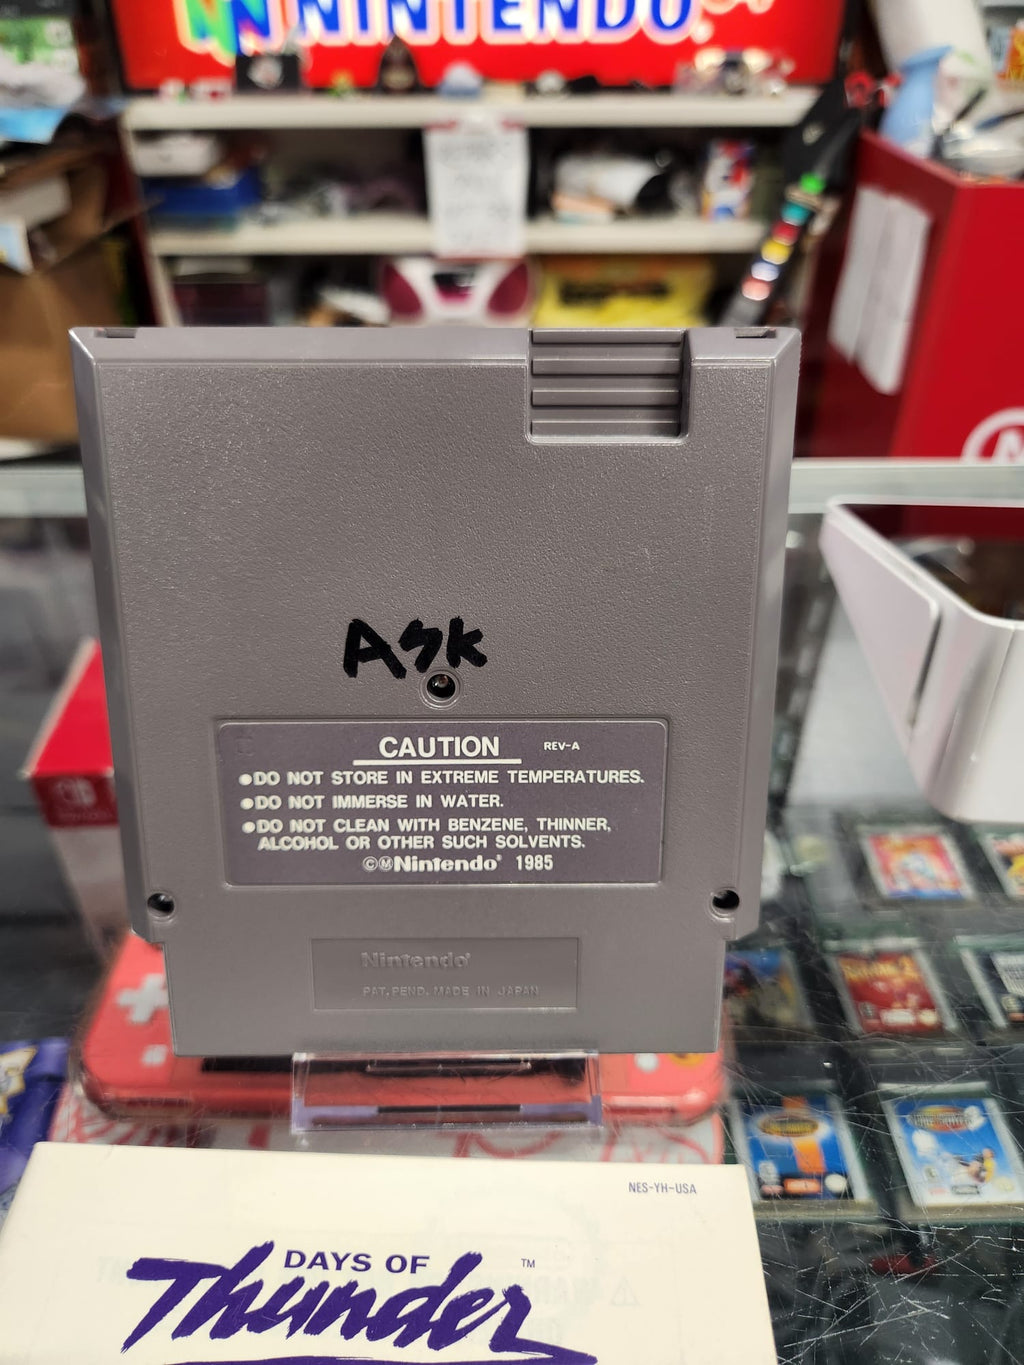 NINTENDO
ASK
CAUTION REV-A
●DO NOT STORE IN EXTREME TEMPERATURES.
●DO NOT IMMERSE IN WATER.
●DO NOT CLEAN WITH BENZENE, THINNER,
ALCOHOL OR OTHER SUCH SOLVENTS.
©Ⓜ Nintendo® 1985
Nintendo®
PAT. PEND. MADE IN JAPAN
NES-YH-USA
DAYS OF
Thunder™